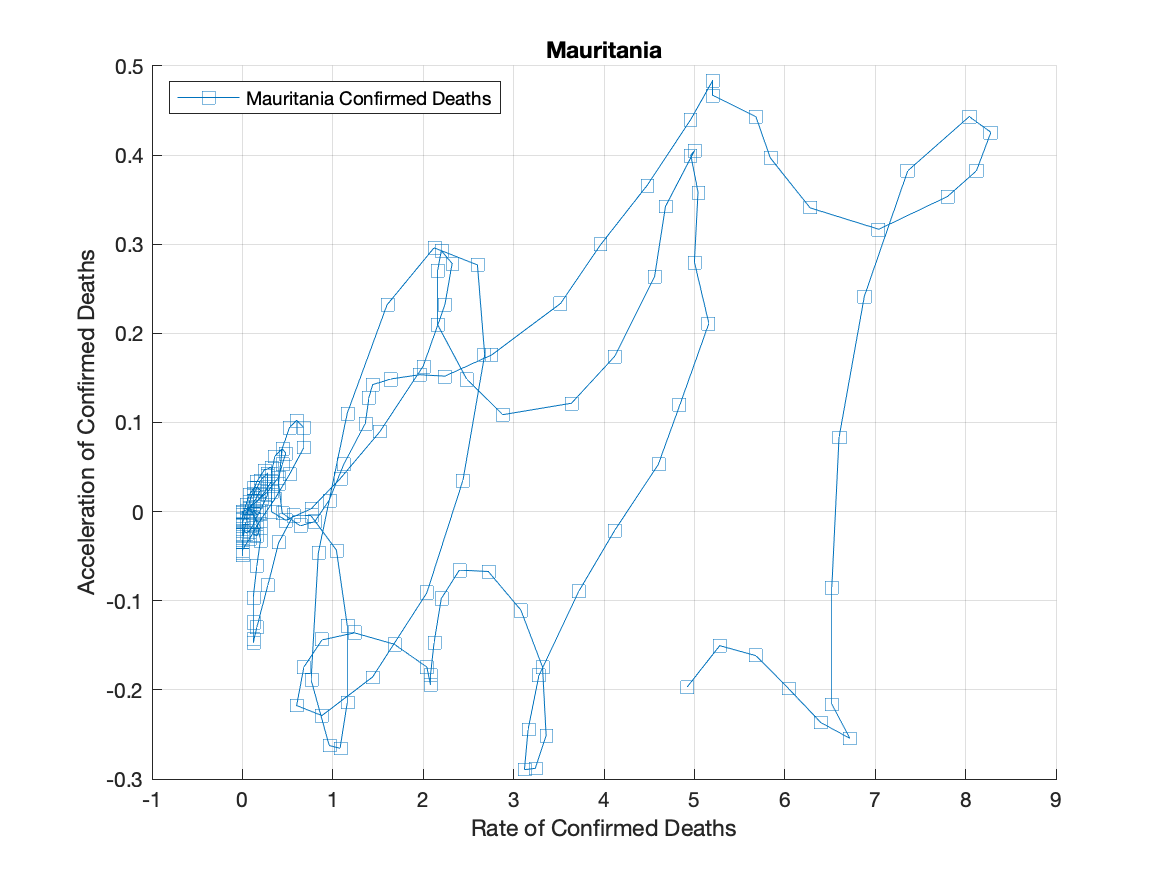 Mauritania
Mauritania Confirmed Deaths
0.5
0.4
0.3
0.2
0.1
0
-0.1
-0.2
-0.3
Acceleration of Confirmed Deaths
-1 0 1 2 3 4 5 6 7 8 9
Rate of Confirmed Deaths